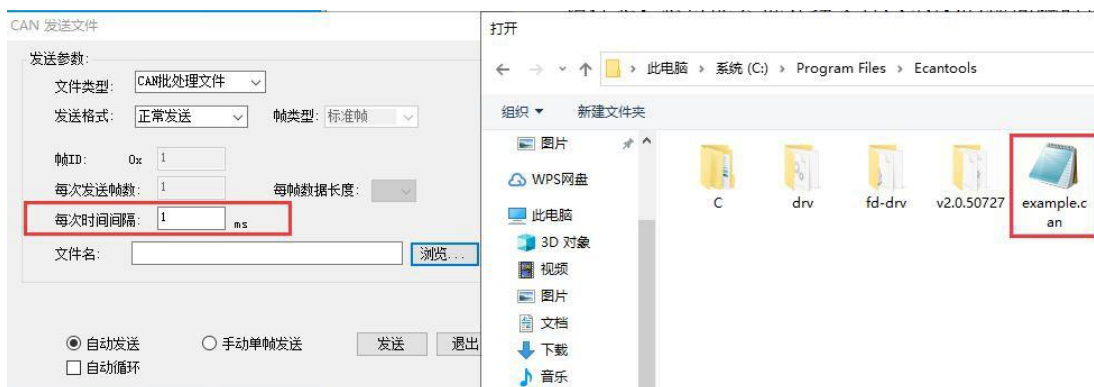 CAN 发送文件
发送参数:
文件类型: CAN批处理文件
发送格式: 正常发送 帧类型: 标准帧
帧ID: 0x 1
每次发送帧数: 1 每帧数据长度:
每次时间间隔: 1 ms
文件名: 浏览...
自动发送 手动单帧发送 发送 退出
自动循环
打开
此电脑 › 系统 (C:) › Program Files › Ecantools
组织 新建文件夹
图片
WPS网盘
此电脑
3D 对象
视频
图片
文档
下载
音乐
C
drv
fd-drv
v2.0.50727
example.c
an